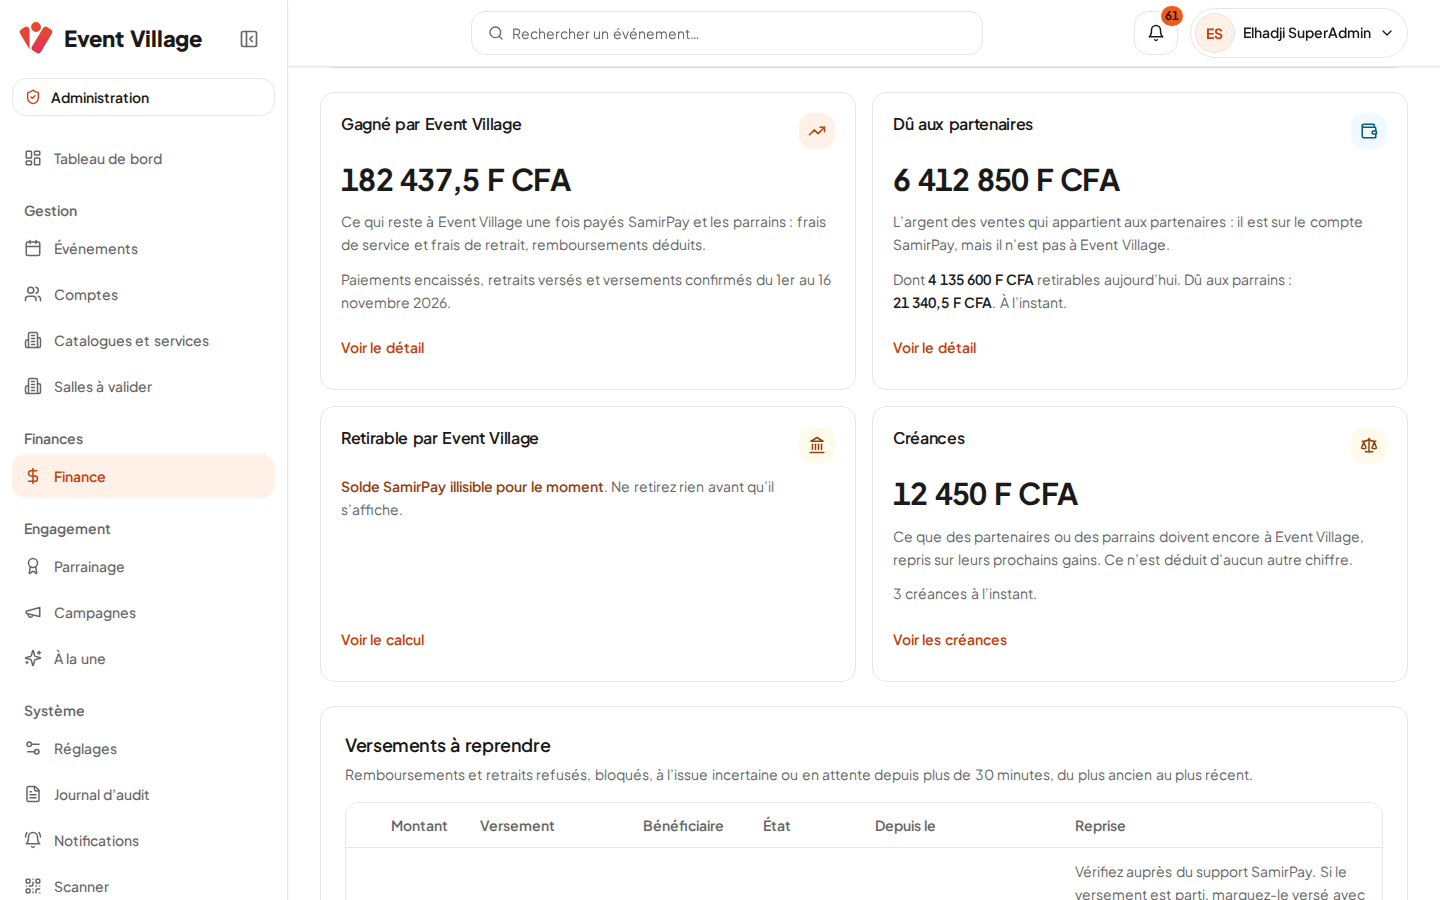 Event Village
Administration
Tableau de bord
Gestion
Événements
Comptes
Catalogues et services
Salles à valider
Finances
Finance
Engagement
Parrainage
Campagnes
À la une
Système
Réglages
Journal d'audit
Notifications
Scanner
Rechercher un événement...
61
ES
Elhadji SuperAdmin
Gagné par Event Village
182 437,5 F CFA
Ce qui reste à Event Village une fois payés SamirPay et les parrains : frais
de service et frais de retrait, remboursements déduits.
Paiements encaissés, retraits versés et versements confirmés du 1er au 16
novembre 2026.
Voir le détail
Dû aux partenaires
6 412 850 F CFA
L'argent des ventes qui appartient aux partenaires : il est sur le compte
SamirPay, mais il n'est pas à Event Village.
Dont 4 135 600 F CFA retirables aujourd'hui. Dû aux parrains :
21 340,5 F CFA. À l'instant.
Voir le détail
Retirable par Event Village
Solde SamirPay illisible pour le moment. Ne retirez rien avant qu'il
s'affiche.
Voir le calcul
Créances
12 450 F CFA
Ce que des partenaires ou des parrains doivent encore à Event Village,
repris sur leurs prochains gains. Ce n'est déduit d'aucun autre chiffre.
3 créances à l'instant.
Voir les créances
Versements à reprendre
Remboursements et retraits refusés, bloqués, à l'issue incertaine ou en attente depuis plus de 30 minutes, du plus ancien au plus récent.
Montant Versement Bénéficiaire État Depuis le Reprise
Vérifiez auprès du support SamirPay. Si le
versement est parti, marquez-le versé avec